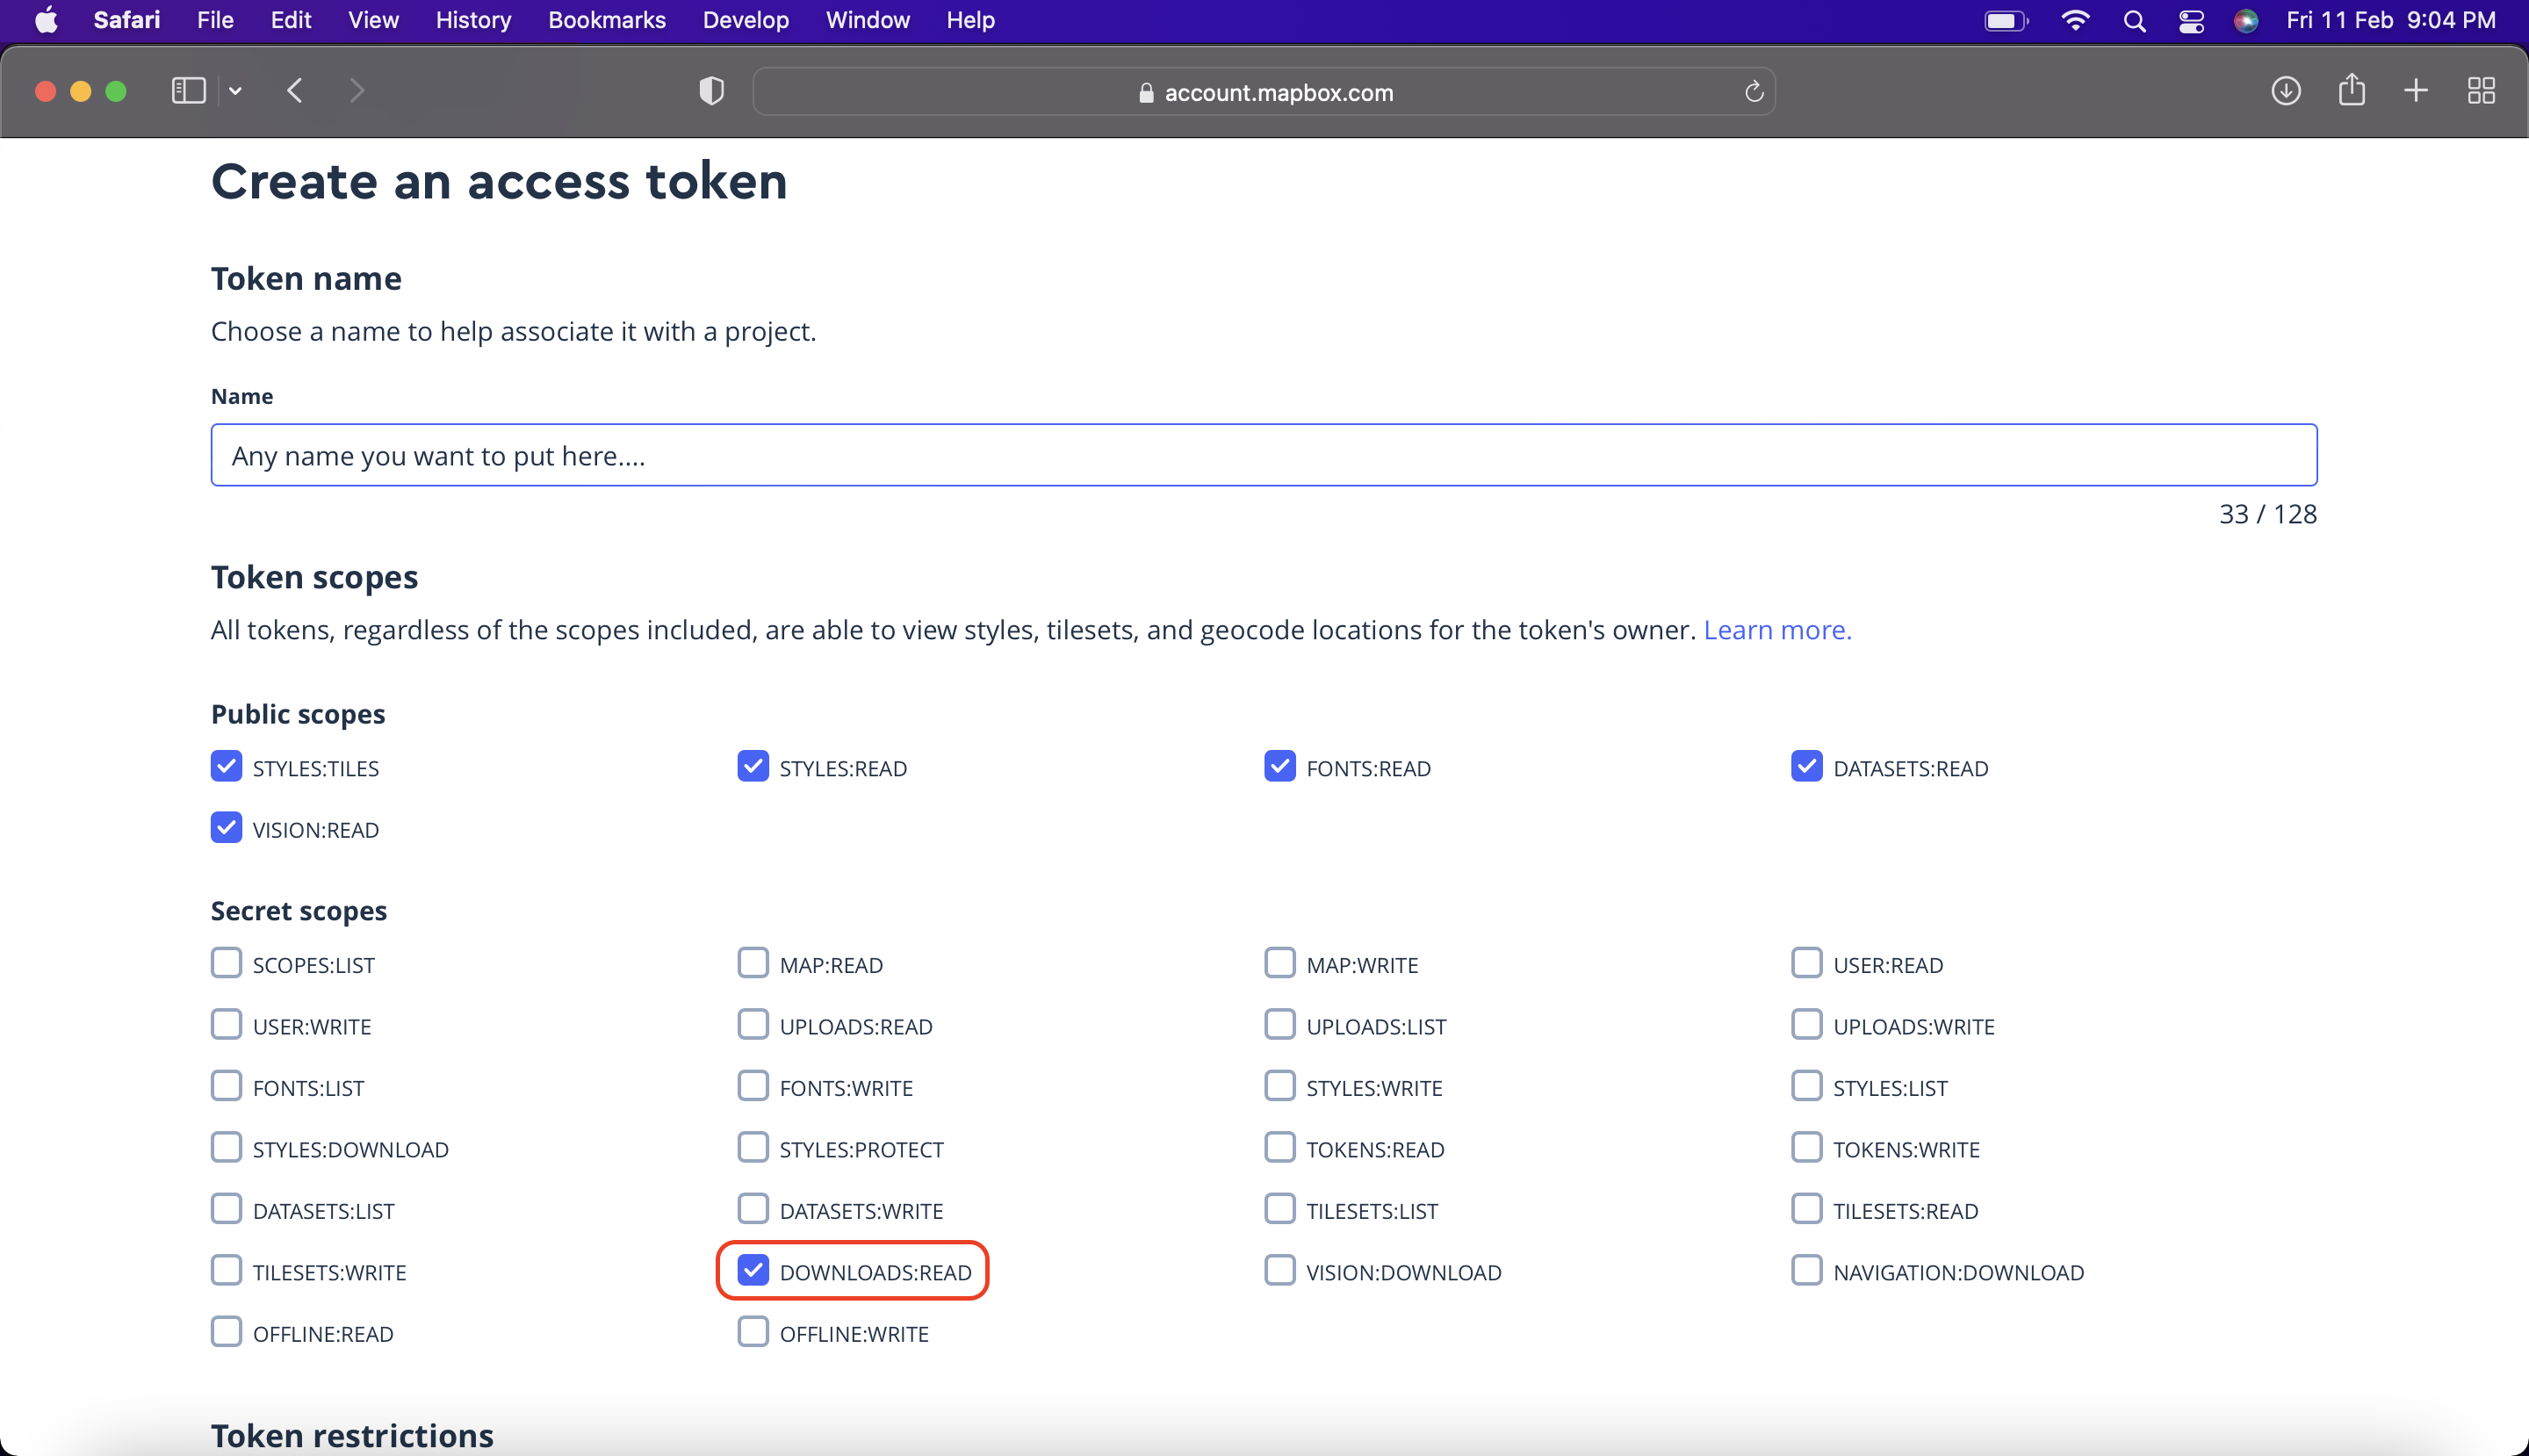 Safari File Edit View History Bookmarks Develop Window Help Fri 11 Feb 9:04 PM
account.mapbox.com
Create an access token
Token name
Choose a name to help associate it with a project.
Name
Any name you want to put here....
33 / 128
Token scopes
All tokens, regardless of the scopes included, are able to view styles, tilesets, and geocode locations for the token's owner. Learn more.
Public scopes
STYLES:TILES STYLES:READ FONTS:READ DATASETS:READ
VISION:READ
Secret scopes
SCOPES:LIST MAP:READ MAP:WRITE USER:READ
USER:WRITE UPLOADS:READ UPLOADS:LIST UPLOADS:WRITE
FONTS:LIST FONTS:WRITE STYLES:WRITE STYLES:LIST
STYLES:DOWNLOAD STYLES:PROTECT TOKENS:READ TOKENS:WRITE
DATASETS:LIST DATASETS:WRITE TILESETS:LIST TILESETS:READ
TILESETS:WRITE DOWNLOADS:READ VISION:DOWNLOAD NAVIGATION:DOWNLOAD
OFFLINE:READ OFFLINE:WRITE
Token restrictions